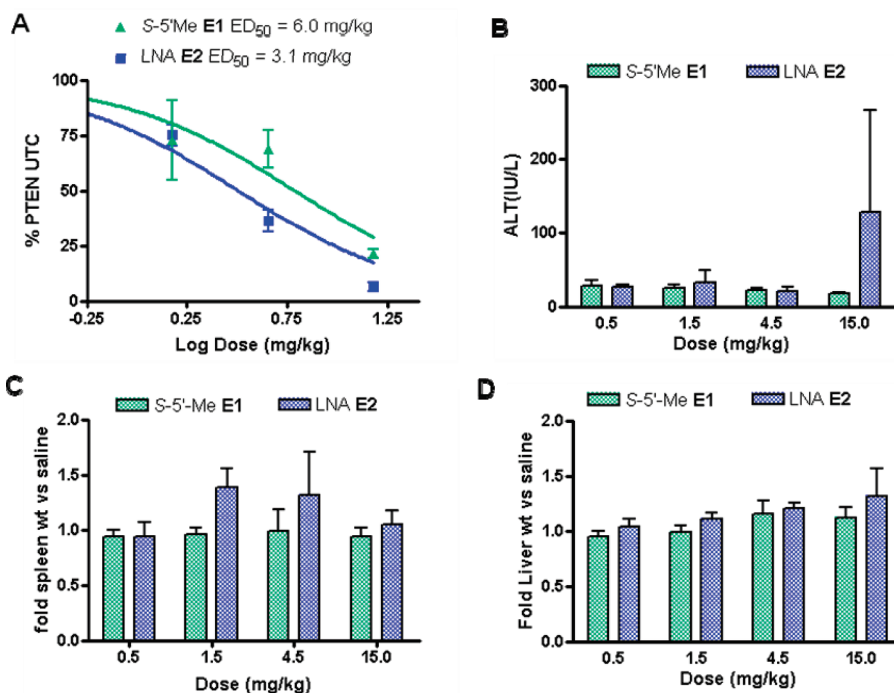 A
S-5'Me E1 ED50 = 6.0 mg/kg
LNA E2 ED50 = 3.1 mg/kg
100
75
50
25
0
% PTEN UTC
-0.25
0.25
0.75
1.25
Log Dose (mg/kg)
B
S-5'Me E1
LNA E2
300
200
100
0
ALT(IU/L)
0.5
1.5
4.5
15.0
Dose (mg/kg)
C
S-5'-Me E1
LNA E2
2.0
1.5
1.0
0.5
0.0
fold spleen wt vs saline
0.5
1.5
4.5
15.0
Dose (mg/kg)
D
S-5'-Me E1
LNA E2
2.0
1.5
1.0
0.5
0.0
Fold Liver wt vs saline
0.5
1.5
4.5
15.0
Dose (mg/kg)